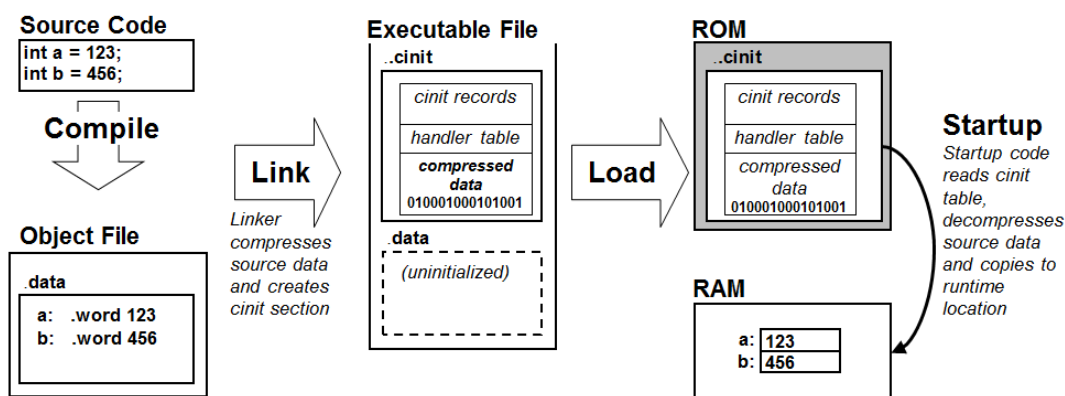 Source Code
int a = 123;
int b = 456;
Compile
Object File
.data
a: .word 123
b: .word 456
Link
Linker
compresses
source data
and creates
cinit section
Executable File
..cinit
cinit records
handler table
compressed
data
010001000101001
.data
(uninitialized)
Load
ROM
..cinit
cinit records
handler table
compressed
data
010001000101001
RAM
a: 123
b: 456
Startup
Startup code
reads cinit
table,
decompresses
source data
and copies to
runtime
location